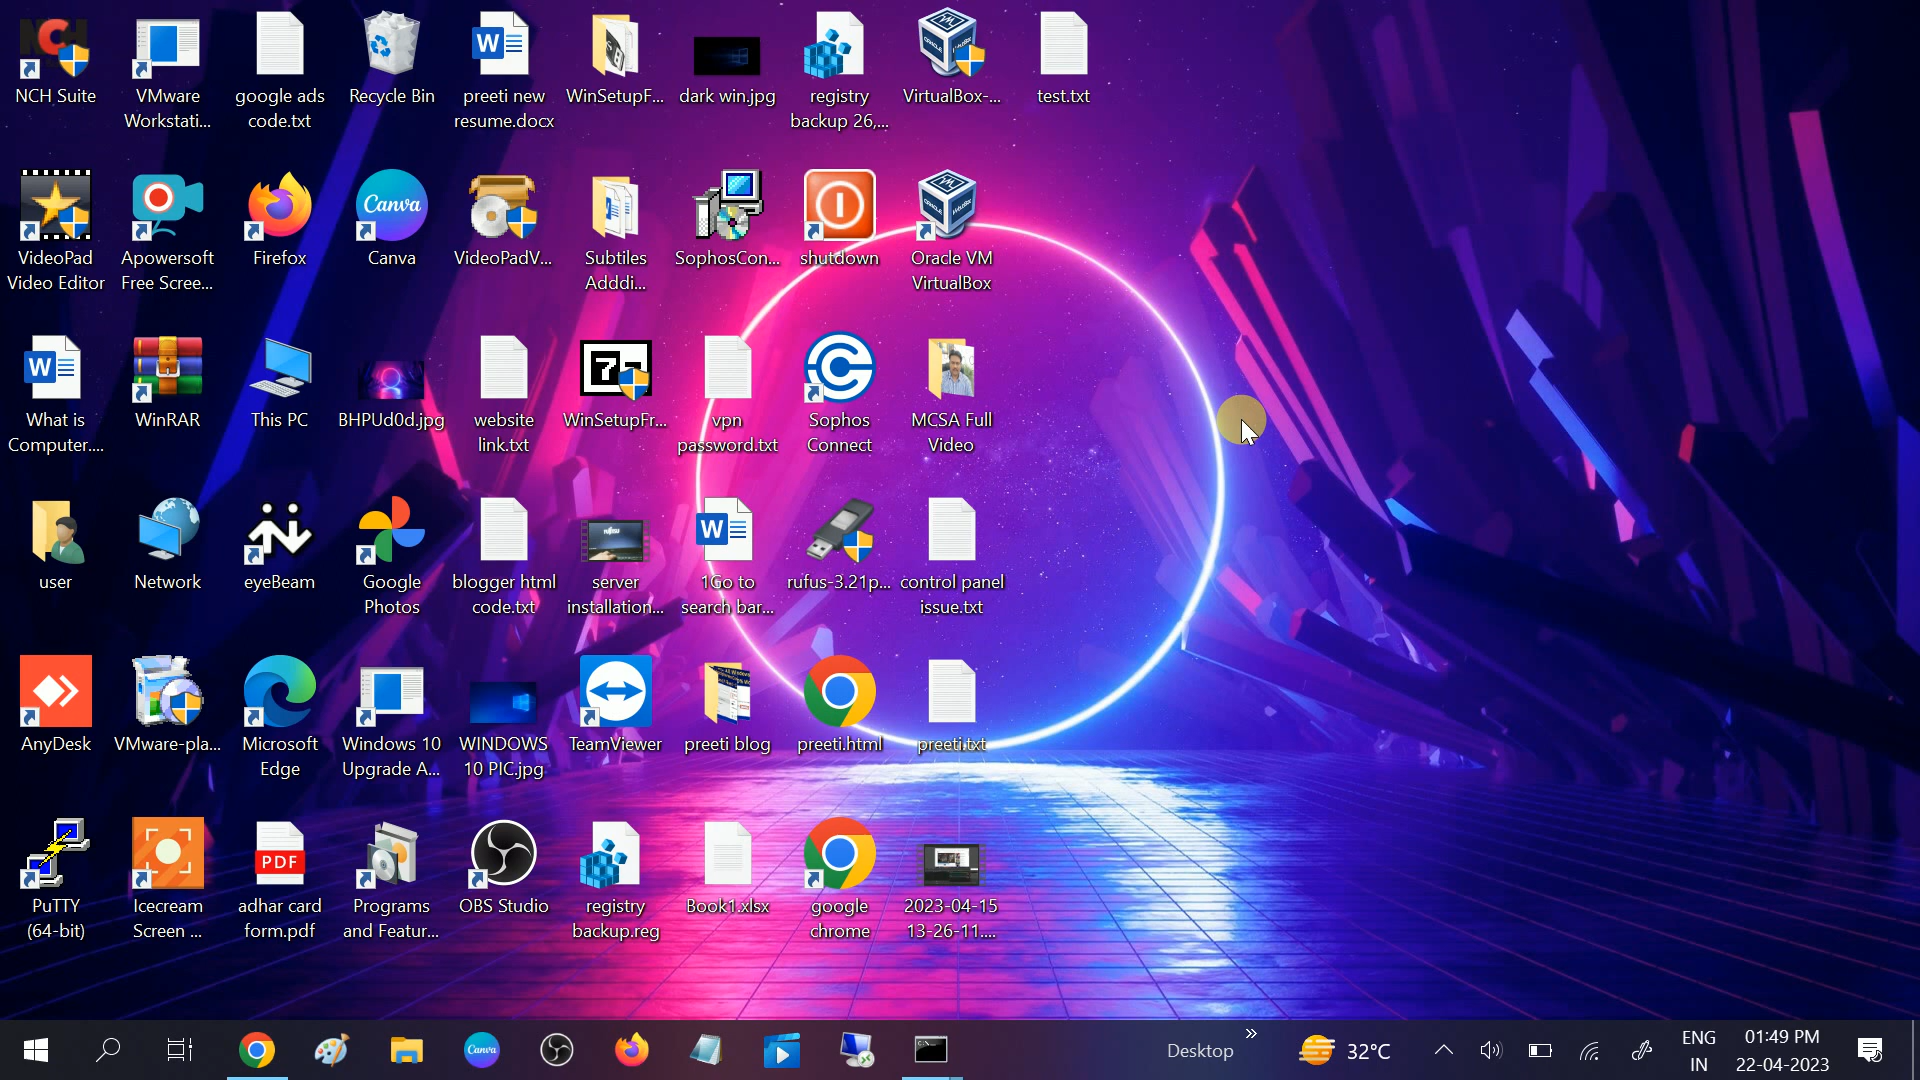 NCH Suite
VMware
Workstati...
google ads
code.txt
Recycle Bin
preeti new
resume.docx
WinSetupF...
dark win.jpg
registry
backup 26,...
VirtualBox-...
test.txt
VideoPad
Video Editor
Apowersoft
Free Scree...
Firefox
Canva
Canva
VideoPadV...
Subtiles
Adddi...
SophosCon...
shutdown
Oracle VM
VirtualBox
What is
Computer....
WinRAR
This PC
BHPUd0d.jpg
website
link.txt
WinSetupFr...
vpn
password.txt
Sophos
Connect
MCSA Full
Video
user
Network
eyeBeam
Google
Photos
blogger html
code.txt
server
installation...
1Go to
search bar...
rufus-3.21p...
control panel
issue.txt
AnyDesk
VMware-pla...
Microsoft
Edge
Windows 10
Upgrade A...
WINDOWS
10 PIC.jpg
TeamViewer
preeti blog
preeti.html
preeti.txt
PuTTY
(64-bit)
Icecream
Screen ...
PDF
adhar card
form.pdf
Programs
and Featur...
OBS Studio
registry
backup.reg
Book1.xlsx
google
chrome
2023-04-15
13-26-11....
Canva
Desktop
32°C
ENG
IN
01:49 PM
22-04-2023